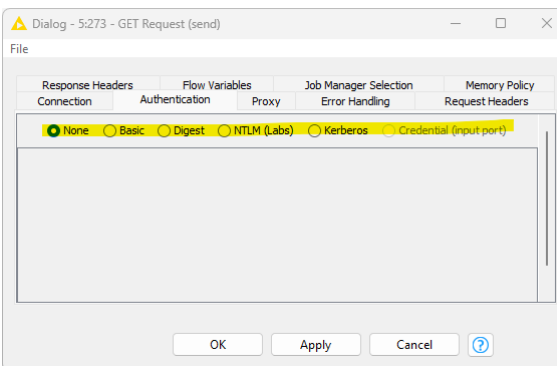 Dialog - 5:273 - GET Request (send)
File
Response Headers Flow Variables Job Manager Selection Memory Policy
Connection Authentication Proxy Error Handling Request Headers
None Basic Digest NTLM (Labs) Kerberos Credential (input port)
OK Apply Cancel ?